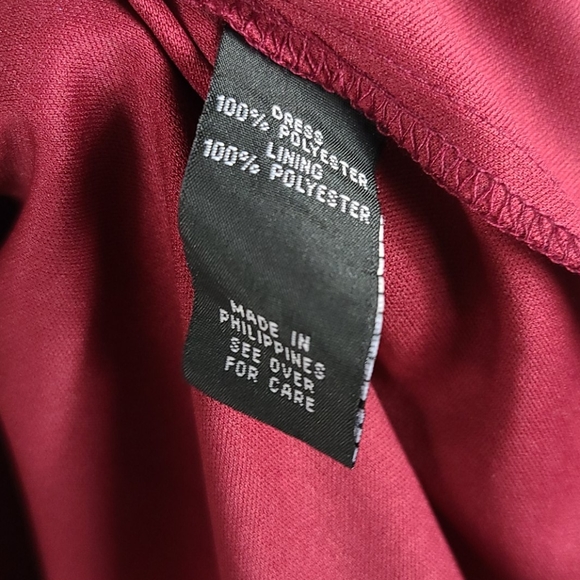 DRESS
100% POLYESTER
LINING
100% POLYESTER
MADE IN
PHILIPPINES
SEE OVER
FOR CARE